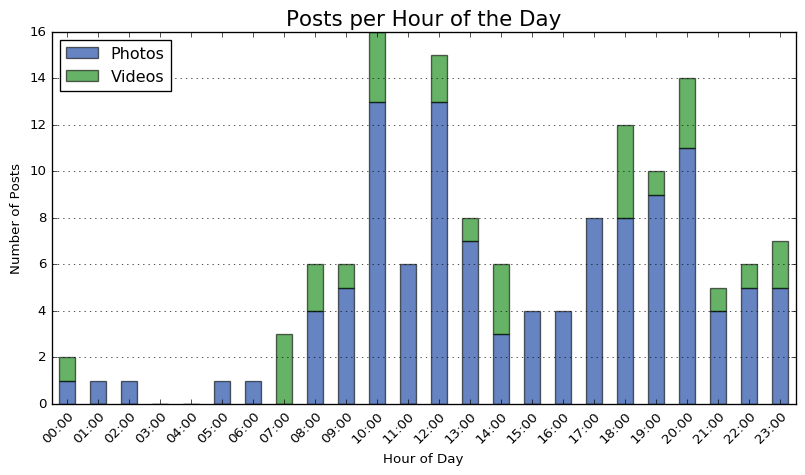 Posts per Hour of the Day
Photos
Videos
Number of Posts
16
14
12
10
8
6
4
2
0
00:00 01:00 02:00 03:00 04:00 05:00 06:00 07:00 08:00 09:00 10:00 11:00 12:00 13:00 14:00 15:00 16:00 17:00 18:00 19:00 20:00 21:00 22:00 23:00
Hour of Day